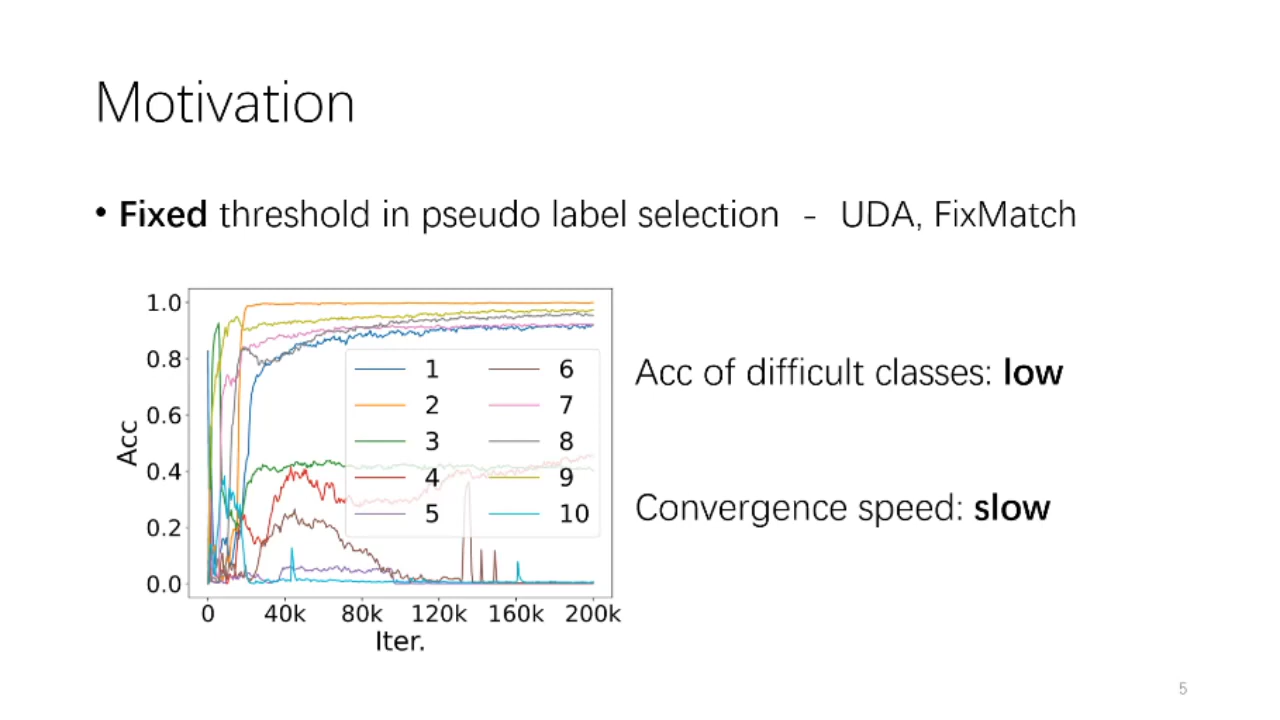 Motivation
• Fixed threshold in pseudo label selection - UDA, FixMatch
1.0
0.8
0.6
0.4
0.2
0.0
Acc
0 40k 80k 120k 160k 200k
Iter.
1 6
2 7
3 8
4 9
5 10
Acc of difficult classes: low
Convergence speed: slow
5